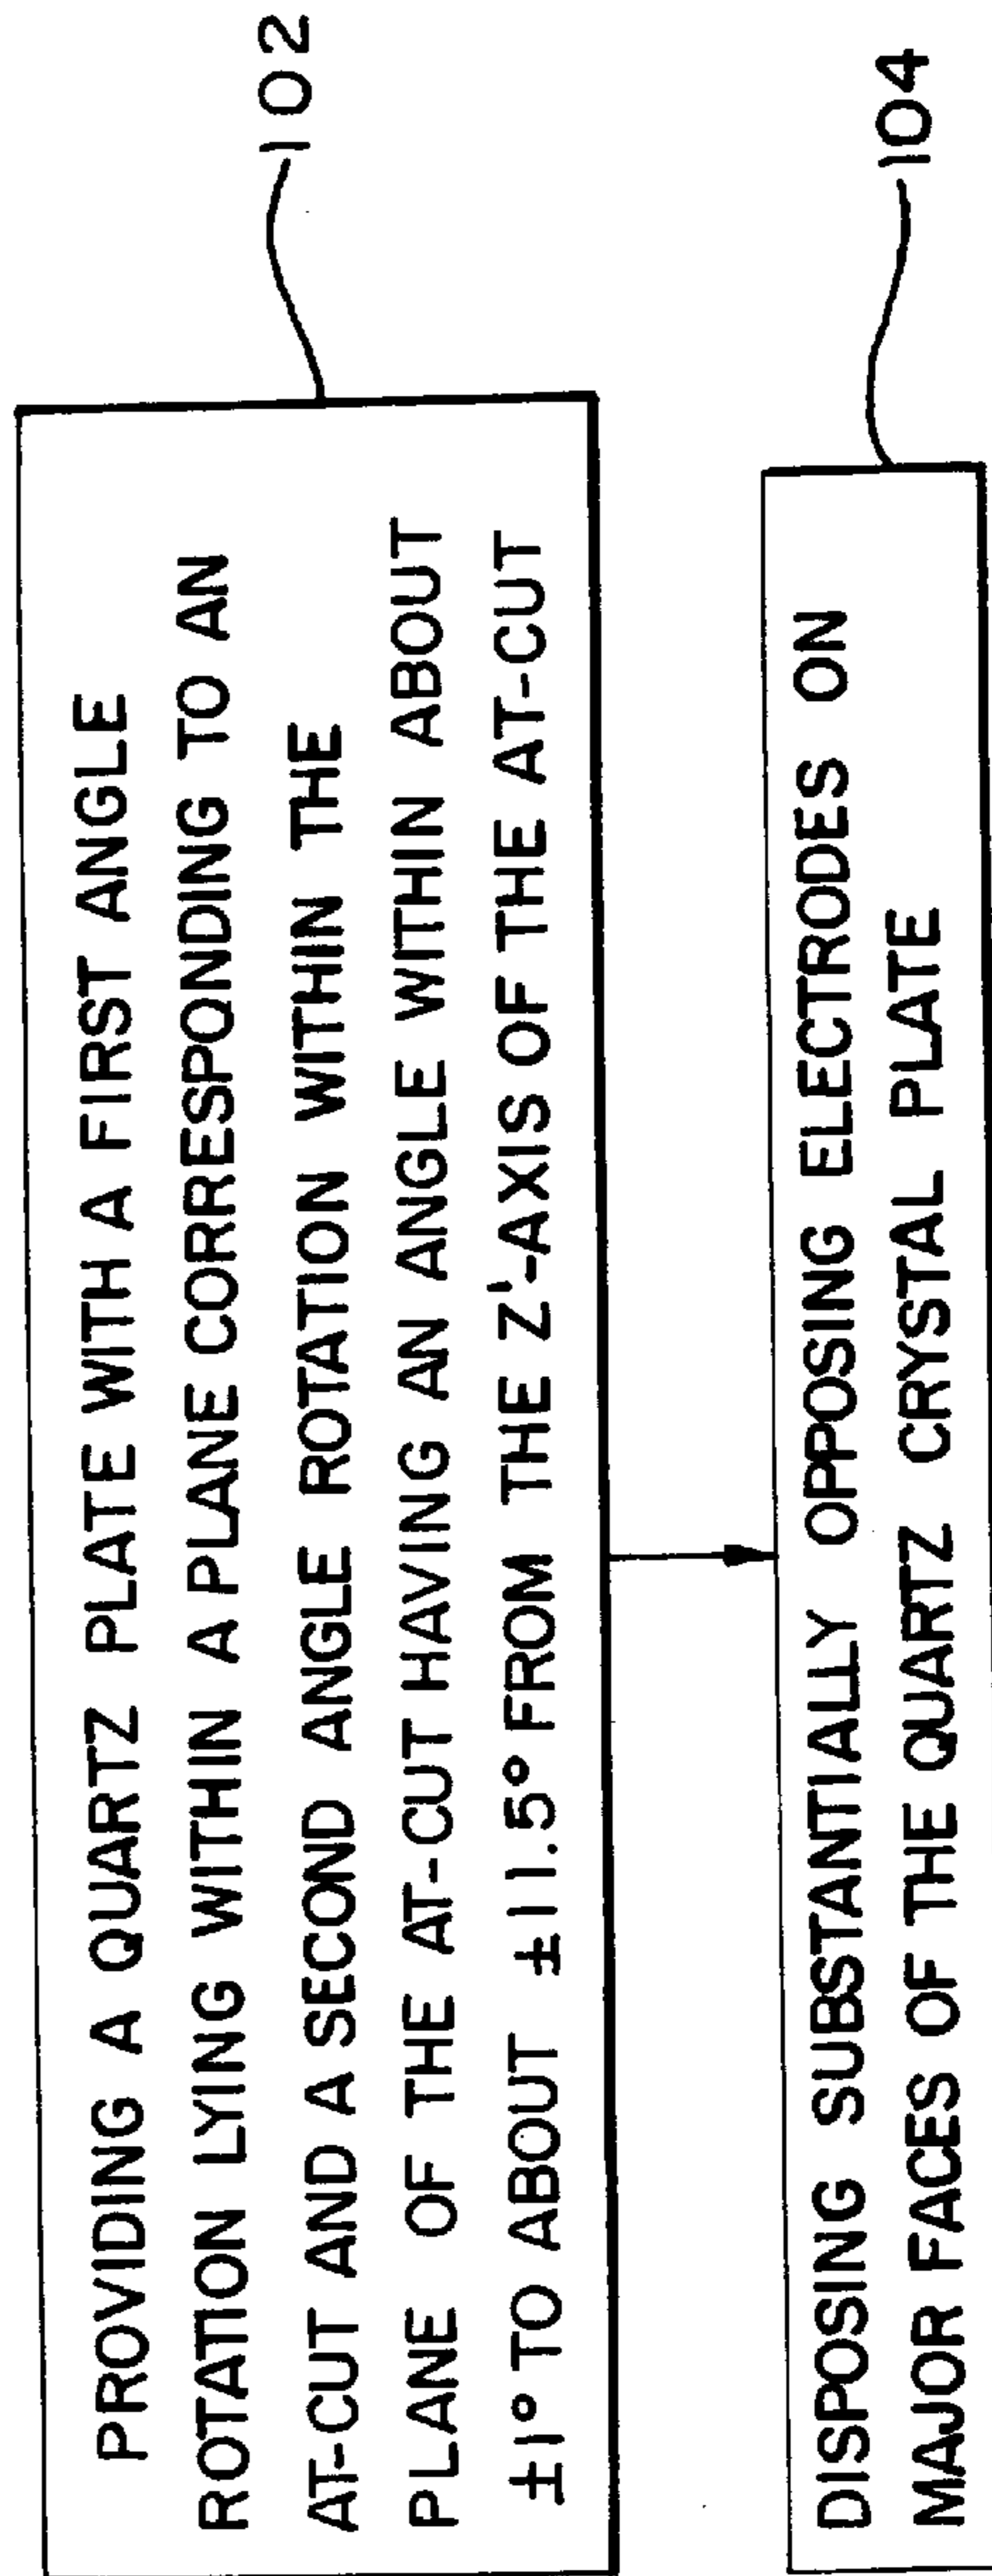 PROVIDING A QUARTZ PLATE WITH A FIRST ANGLE
ROTATION LYING WITHIN A PLANE CORRESPONDING TO AN
AT-CUT AND A SECOND ANGLE ROTATION WITHIN THE
PLANE OF THE AT-CUT HAVING AN ANGLE WITHIN ABOUT
±1° TO ABOUT ±11.5° FROM THE Z'-AXIS OF THE AT-CUT
102
DISPOSING SUBSTANTIALLY OPPOSING ELECTRODES ON
MAJOR FACES OF THE QUARTZ CRYSTAL PLATE
104